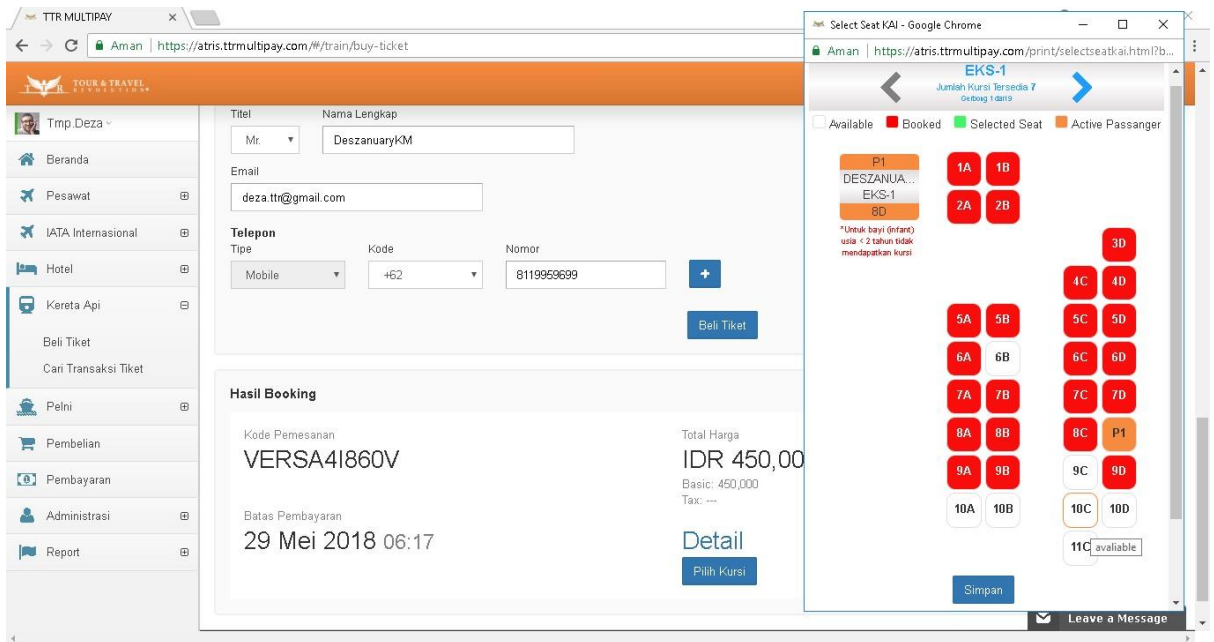 TTR MULTIPAY
Aman https://atris.ttrmultipay.com/#/train/buy-ticket
TOUR & TRAVEL
REVOLUTION
Tmp.Deza
Beranda
Pesawat
IATA Internasional
Hotel
Kereta Api
Beli Tiket
Cari Transaksi Tiket
Pelni
Pembelian
Pembayaran
Administrasi
Report
Titel Nama Lengkap
Mr. DeszanuaryKM
Email
deza.ttr@gmail.com
Telepon
Tipe Kode Nomor
Mobile +62 8119959699 +
Beli Tiket
Hasil Booking
Kode Pemesanan
VERSA4I860V
Batas Pembayaran
29 Mei 2018 06:17
Total Harga
IDR 450,00
Basic: 450,000
Tax: ---
Detail
Pilih Kursi
Select Seat KAI - Google Chrome
Aman https://atris.ttrmultipay.com/print/selectseatkai.html?b...
EKS-1
Jumlah Kursi Tersedia 7
Gerbong 1 dari 9
Available Booked Selected Seat Active Passanger
P1
DESZANUA...
EKS-1
8D
*Untuk bayi (infant)
usia < 2 tahun tidak
mendapatkan kursi
1A 1B
2A 2B
3D
4C 4D
5A 5B 5C 5D
6A 6B 6C 6D
7A 7B 7C 7D
8A 8B 8C P1
9A 9B 9C 9D
10A 10B 10C 10D
11C avaliable
Simpan
Leave a Message